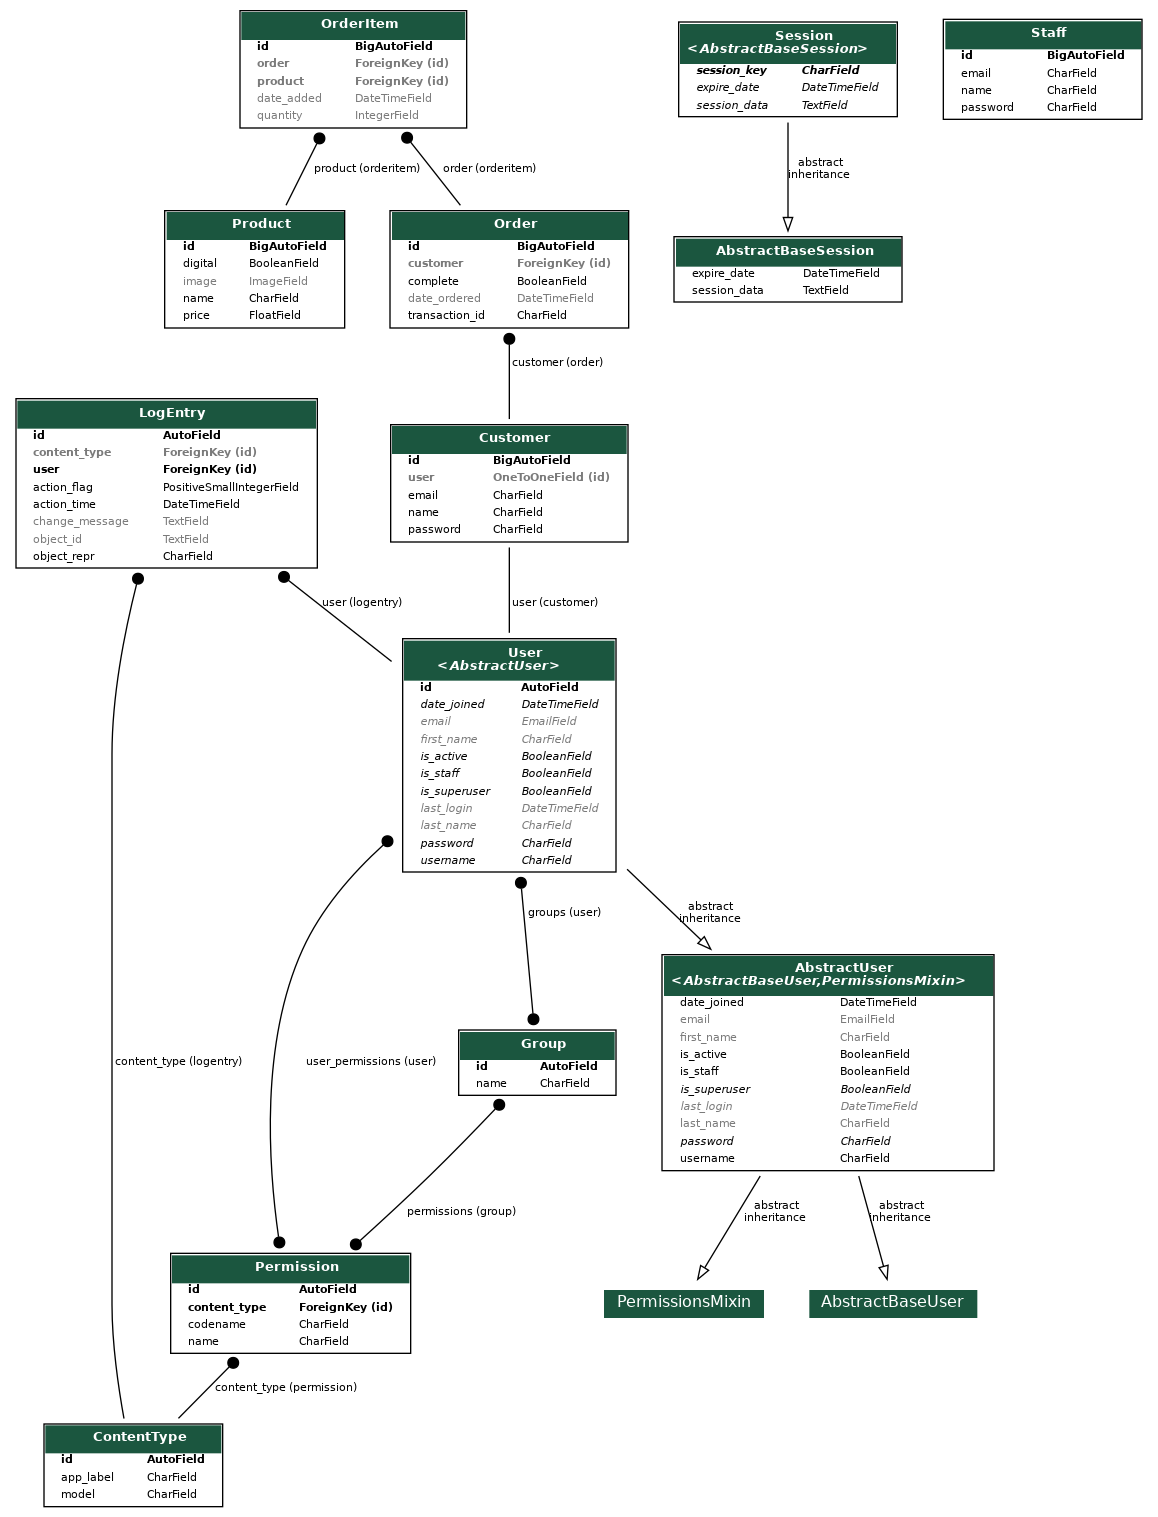 OrderItem
id BigAutoField
order ForeignKey (id)
product ForeignKey (id)
date_added DateTimeField
quantity IntegerField
Session
<AbstractBaseSession>
session_key CharField
expire_date DateTimeField
session_data TextField
Staff
id BigAutoField
email CharField
name CharField
password CharField
product (orderitem)
order (orderitem)
abstract
inheritance
Product
id BigAutoField
digital BooleanField
image ImageField
name CharField
price FloatField
Order
id BigAutoField
customer ForeignKey (id)
complete BooleanField
date_ordered DateTimeField
transaction_id CharField
AbstractBaseSession
expire_date DateTimeField
session_data TextField
customer (order)
LogEntry
id AutoField
content_type ForeignKey (id)
user ForeignKey (id)
action_flag PositiveSmallIntegerField
action_time DateTimeField
change_message TextField
object_id TextField
object_repr CharField
Customer
id BigAutoField
user OneToOneField (id)
email CharField
name CharField
password CharField
user (logentry)
user (customer)
User
<AbstractUser>
id AutoField
date_joined DateTimeField
email EmailField
first_name CharField
is_active BooleanField
is_staff BooleanField
is_superuser BooleanField
last_login DateTimeField
last_name CharField
password CharField
username CharField
groups (user)
abstract
inheritance
AbstractUser
<AbstractBaseUser,PermissionsMixin>
date_joined DateTimeField
email EmailField
first_name CharField
is_active BooleanField
is_staff BooleanField
is_superuser BooleanField
last_login DateTimeField
last_name CharField
password CharField
username CharField
Group
id AutoField
name CharField
content_type (logentry)
user_permissions (user)
permissions (group)
abstract
inheritance
abstract
inheritance
Permission
id AutoField
content_type ForeignKey (id)
codename CharField
name CharField
PermissionsMixin
AbstractBaseUser
content_type (permission)
ContentType
id AutoField
app_label CharField
model CharField